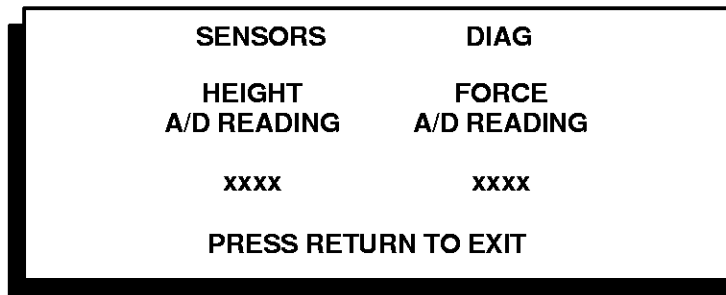 SENSORS DIAG
HEIGHT FORCE
A/D READING A/D READING
xxxx xxxx
PRESS RETURN TO EXIT